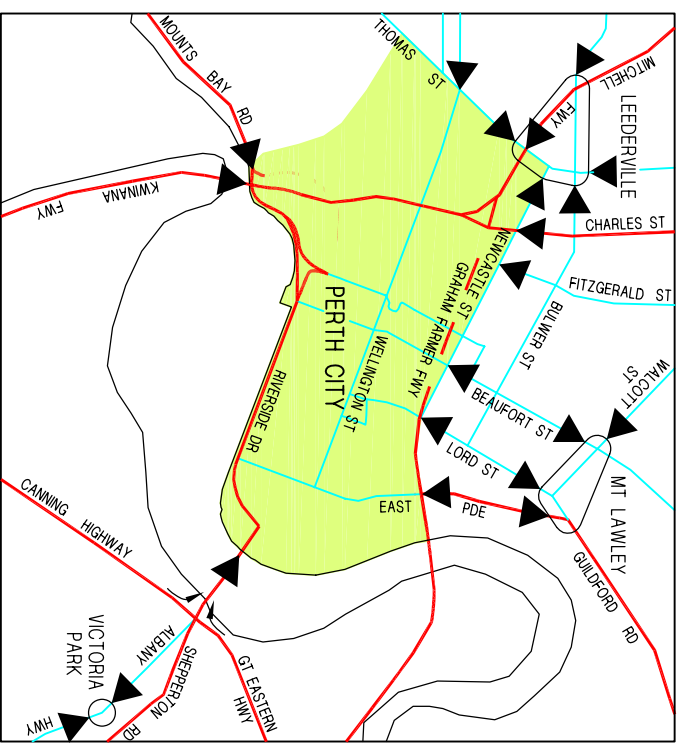 THOMAS ST
MOUNTS BAY RD
MITCHELL FWY
LEEDERVILLE
KWINANA FWY
CHARLES ST
NEWCASTLE ST
GRAHAM FARMER FWY
FITZGERALD ST
BULWER ST
PERTH CITY
WELLINGTON ST
RIVERSIDE DR
WALCOTT ST
BEAUFORT ST
LORD ST
MT LAWLEY
EAST PDE
CANNING HIGHWAY
GUILDFORD RD
VICTORIA PARK
ALBANY HWY
SHEPPERTON RD
GT EASTERN HWY